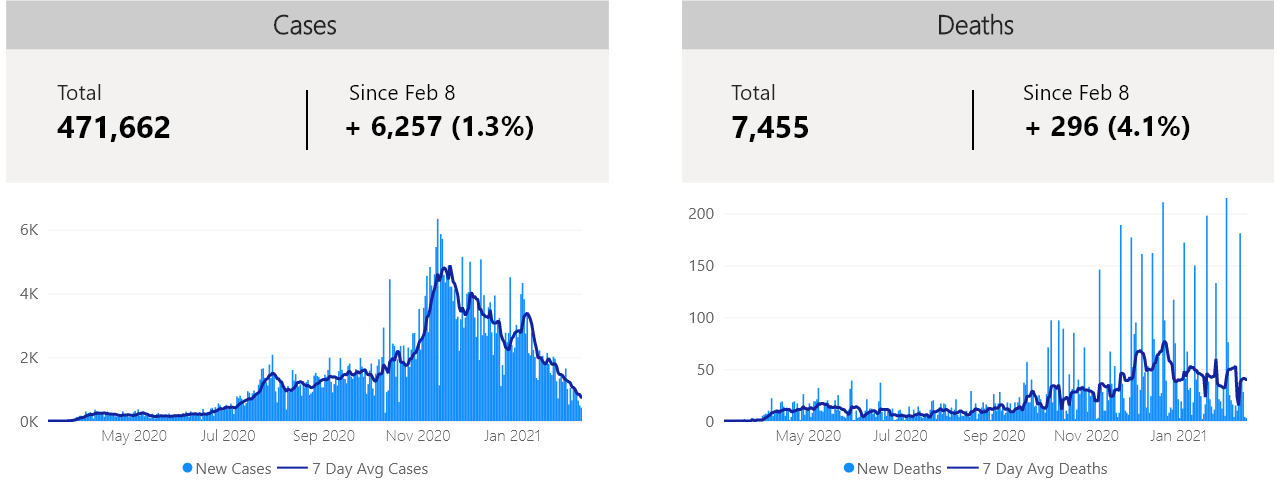 Cases
Total
471,662
Since Feb 8
+ 6,257 (1.3%)
6K
4K
2K
0K
May 2020
Jul 2020
Sep 2020
Nov 2020
Jan 2021
New Cases
7 Day Avg Cases
Deaths
Total
7,455
Since Feb 8
+ 296 (4.1%)
200
150
100
50
0
May 2020
Jul 2020
Sep 2020
Nov 2020
Jan 2021
New Deaths
7 Day Avg Deaths